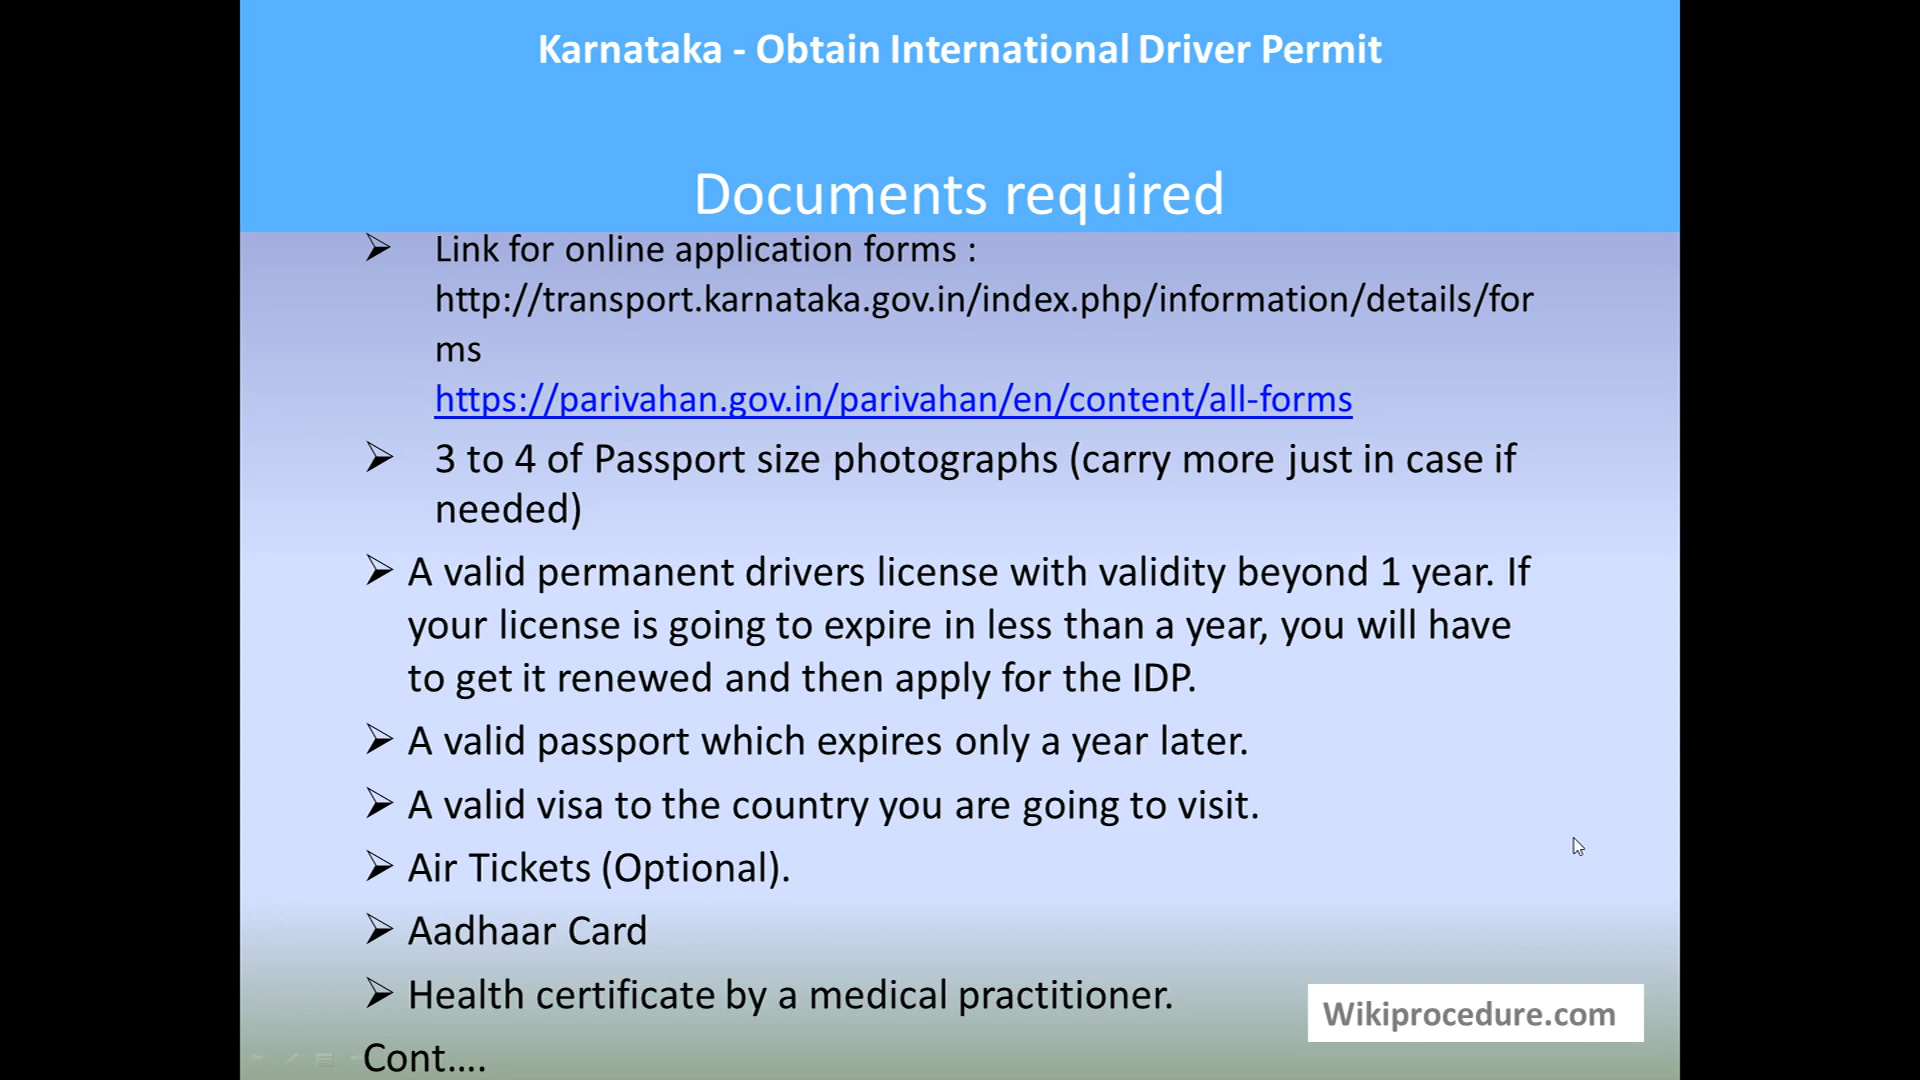 Karnataka - Obtain International Driver Permit
Documents required
➢ Link for online application forms :
http://transport.karnataka.gov.in/index.php/information/details/for
ms
https://parivahan.gov.in/parivahan/en/content/all-forms
➢ 3 to 4 of Passport size photographs (carry more just in case if
needed)
➢ A valid permanent drivers license with validity beyond 1 year. If
your license is going to expire in less than a year, you will have
to get it renewed and then apply for the IDP.
➢ A valid passport which expires only a year later.
➢ A valid visa to the country you are going to visit.
➢ Air Tickets (Optional).
➢ Aadhaar Card
➢ Health certificate by a medical practitioner.
Wikiprocedure.com
Cont....